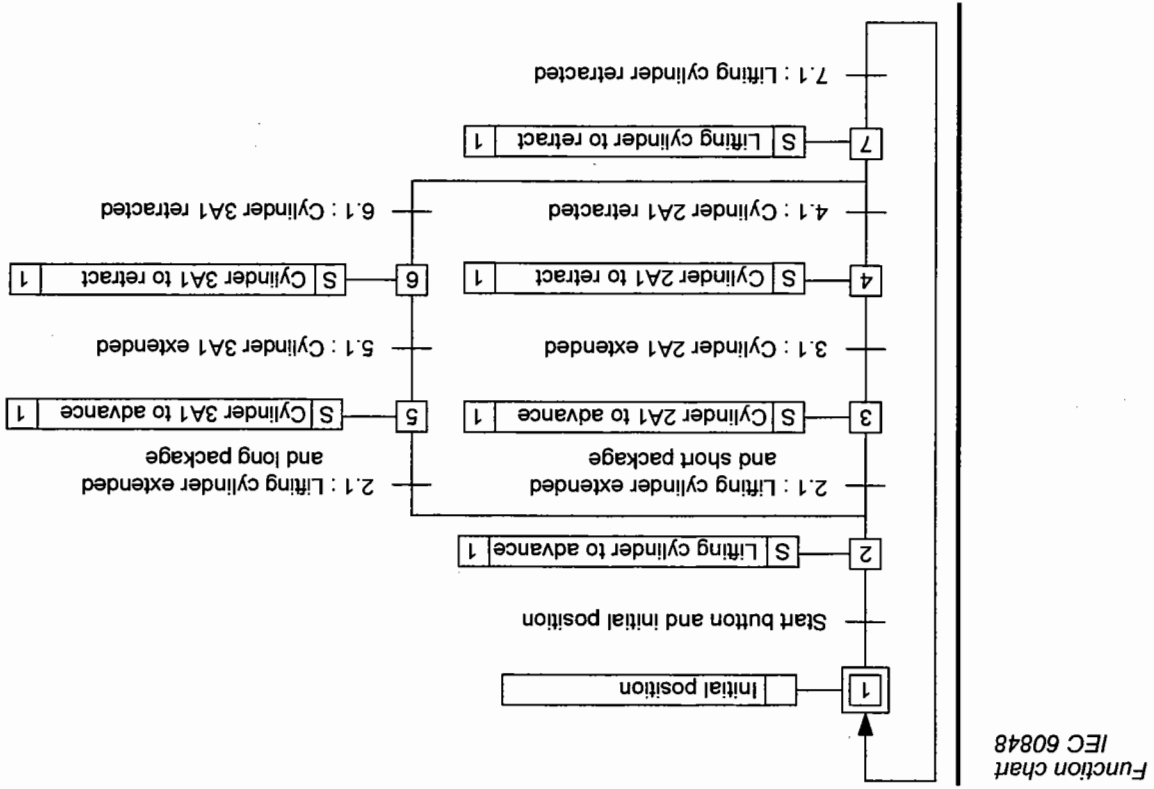 Function chart
IEC 60848
1
Initial position
Start button and initial position
2
S Lifting cylinder to advance 1
2.1 : Lifting cylinder extended
and short package
2.1 : Lifting cylinder extended
and long package
3
S Cylinder 2A1 to advance 1
5
S Cylinder 3A1 to advance 1
3.1 : Cylinder 2A1 extended
5.1 : Cylinder 3A1 extended
4
S Cylinder 2A1 to retract 1
6
S Cylinder 3A1 to retract 1
4.1 : Cylinder 2A1 retracted
6.1 : Cylinder 3A1 retracted
7
S Lifting cylinder to retract 1
7.1 : Lifting cylinder retracted